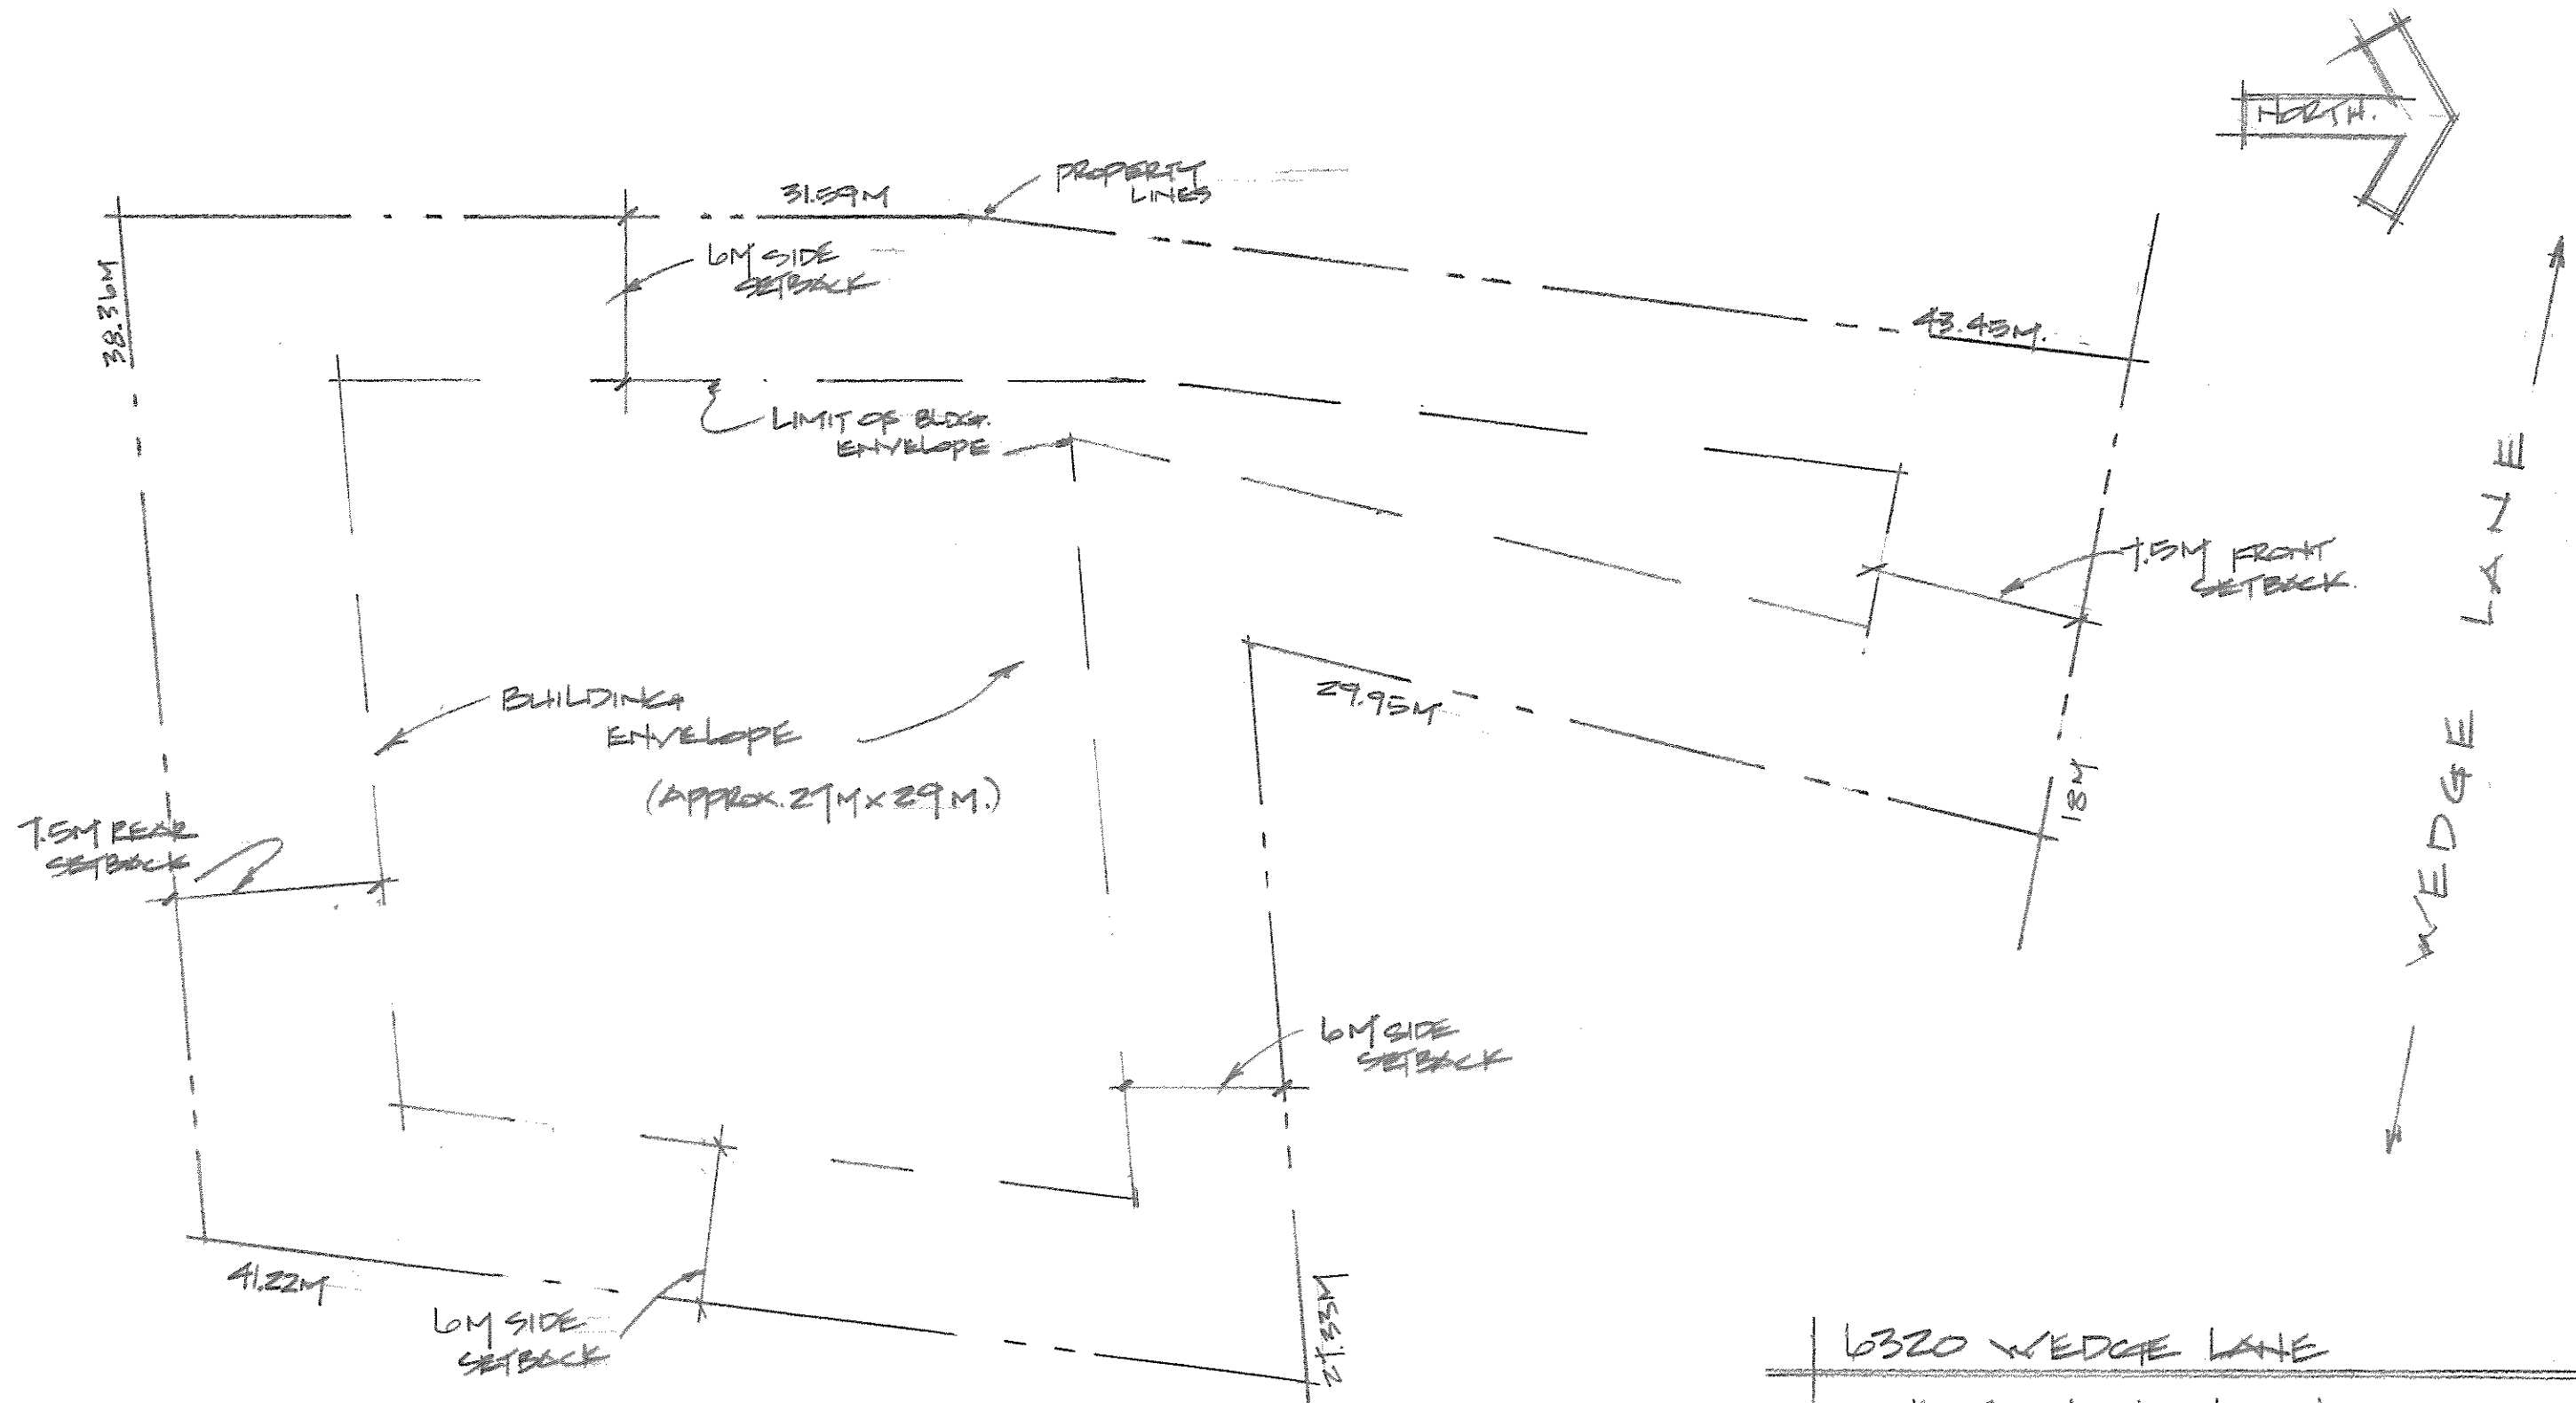 NORTH.
31.59M
PROPERTY
LINES
38.36M
6M SIDE
SETBACK
43.45M.
LIMIT OF BLDG.
ENVELOPE
7.5M FRONT
SETBACK.
WEDGE LANE
BUILDING
ENVELOPE
(APPROX. 27M x 29M.)
29.95M
18M
7.5M REAR
SETBACK
6M SIDE
SETBACK
41.22M
6M SIDE
SETBACK
27.33M
6320 WEDGE LANE